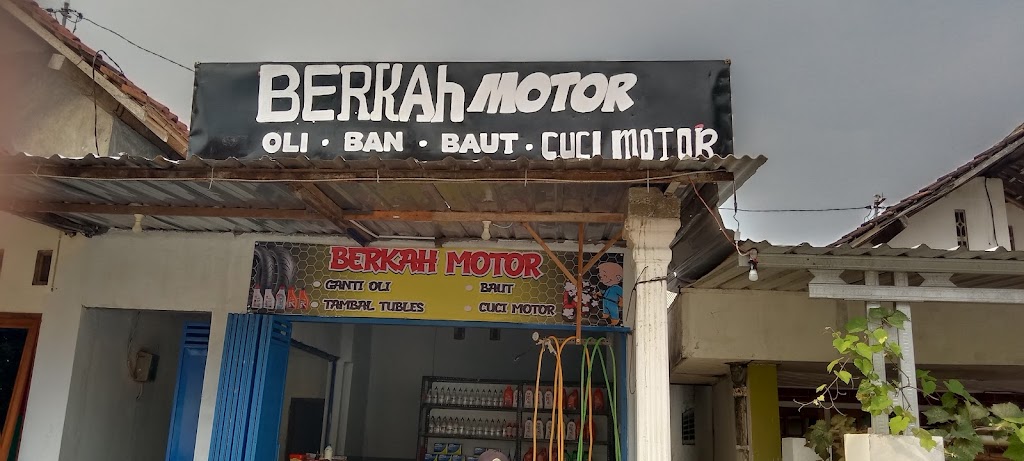 BERKAh MOTOR
OLI · BAN · BAUT · CUCI MOTOR
BERKAH MOTOR
GANTI OLI BAUT
TAMBAL TUBLES CUCI MOTOR